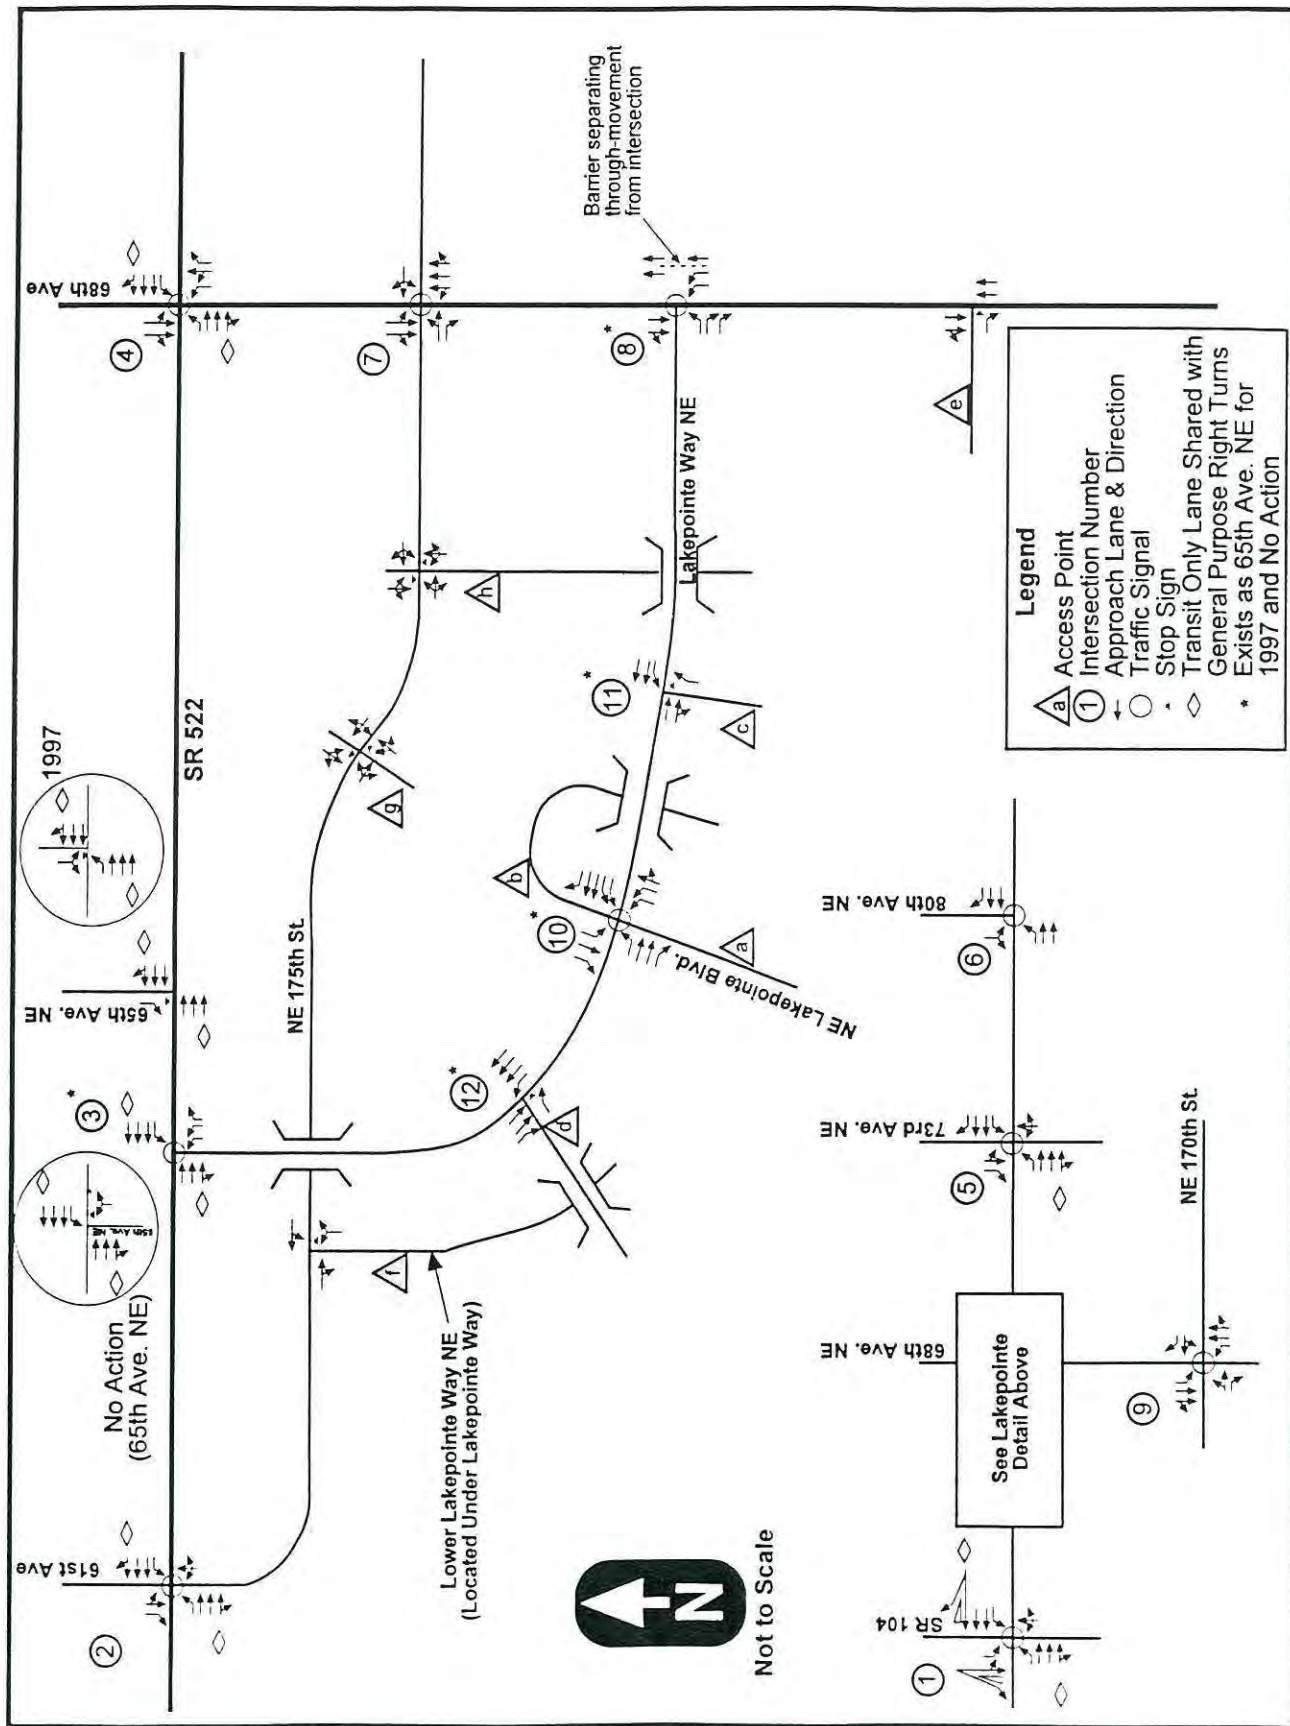 68th Ave
4
7
*
8
Barrier separating
through-movement
from intersection
SR 522
1997
65th Ave. NE
*
3
No Action
(65th Ave. NE)
65th Ave. NE
61st Ave
2
NE 175th St.
g
h
Lakepointe Way NE
e
*
11
c
b
*
10
a
NE Lakepointe Blvd.
*
12
d
f
Lower Lakepointe Way NE
(Located Under Lakepointe Way)
N
Not to Scale
80th Ave. NE
6
73rd Ave. NE
5
NE 170th St.
68th Ave. NE
See Lakepointe
Detail Above
9
SR 104
1
Legend
a Access Point
1 Intersection Number
Approach Lane & Direction
Traffic Signal
Stop Sign
Transit Only Lane Shared with
General Purpose Right Turns
* Exists as 65th Ave. NE for
1997 and No Action